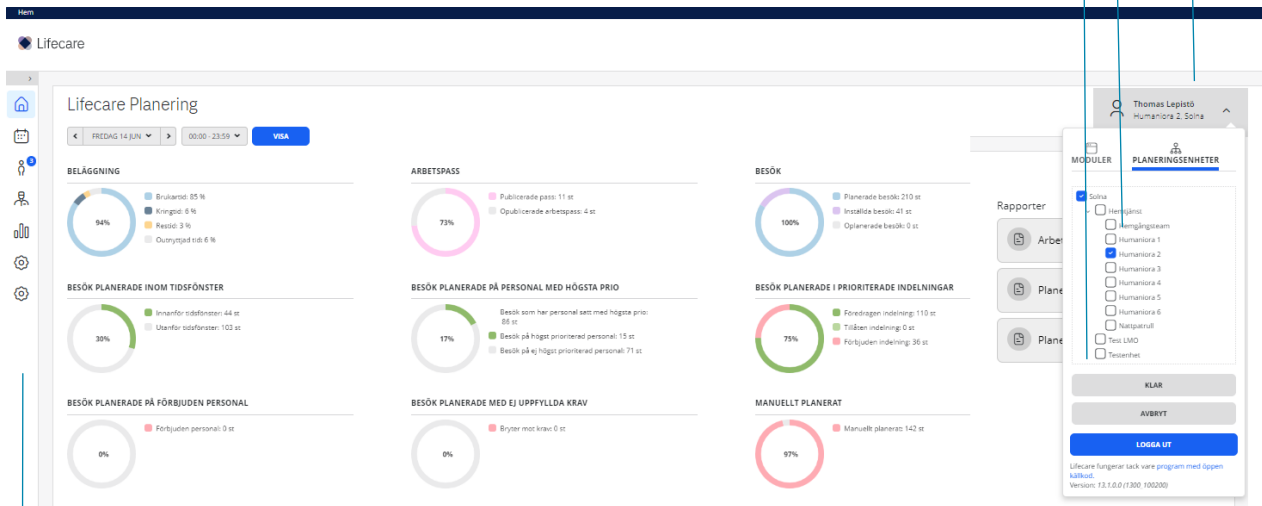 Hem
Lifecare
Lifecare Planering
FREDAG 14 JUN
00:00 - 23:59
VISA
Thomas Lepistö
Humaniora 2, Solna
3
BELÄGGNING
94%
Brukartid: 85 %
Kringtid: 6 %
Restid: 3 %
Outnyttjad tid: 6 %
ARBETSPASS
73%
Publicerade pass: 11 st
Opublicerade arbetspass: 4 st
BESÖK
100%
Planerade besök: 210 st
Inställda besök: 41 st
Oplanerade besök: 0 st
BESÖK PLANERADE INOM TIDSFÖNSTER
30%
Innanför tidsfönster: 44 st
Utanför tidsfönster: 103 st
BESÖK PLANERADE PÅ PERSONAL MED HÖGSTA PRIO
17%
Besök som har personal satt med högsta prio:
86 st
Besök på högst prioriterad personal: 15 st
Besök på ej högst prioriterad personal: 71 st
BESÖK PLANERADE I PRIORITERADE INDELNINGAR
75%
Föredragen indelning: 110 st
Tillåten indelning: 0 st
Förbjuden indelning: 36 st
BESÖK PLANERADE PÅ FÖRBJUDEN PERSONAL
0%
Förbjuden personal: 0 st
BESÖK PLANERADE MED EJ UPPFYLLDA KRAV
0%
Bryter mot krav: 0 st
MANUELLT PLANERAT
97%
Manuellt planerat: 142 st
Rapporter
Arbe
Plane
Plane
MODULER
PLANERINGSENHETER
Solna
Hemtjänst
Hemgångsteam
Humaniora 1
Humaniora 2
Humaniora 3
Humaniora 4
Humaniora 5
Humaniora 6
Nattpatrull
Test LMO
Testenhet
KLAR
AVBRYT
LOGGA UT
Lifecare fungerar tack vare program med öppen
källkod.
Version: 13.1.0.0 (1300_100200)